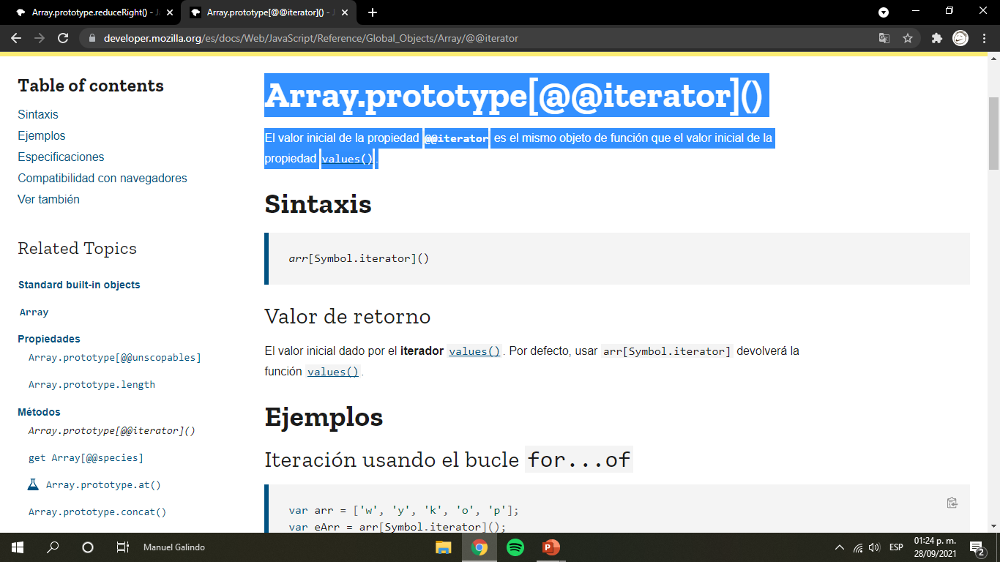 Array.prototype.reduceRight() - J
Array.prototype[@@iterator]() - J
developer.mozilla.org/es/docs/Web/JavaScript/Reference/Global_Objects/Array/@@iterator
Table of contents
Sintaxis
Ejemplos
Especificaciones
Compatibilidad con navegadores
Ver también
Related Topics
Standard built-in objects
Array
Propiedades
Array.prototype[@@unscopables]
Array.prototype.length
Métodos
Array.prototype[@@iterator]()
get Array[@@species]
Array.prototype.at()
Array.prototype.concat()
Array.prototype[@@iterator]()
El valor inicial de la propiedad @@iterator es el mismo objeto de función que el valor inicial de la
propiedad values().
Sintaxis
arr[Symbol.iterator]()
Valor de retorno
El valor inicial dado por el iterador values(). Por defecto, usar arr[Symbol.iterator] devolverá la
función values().
Ejemplos
Iteración usando el bucle for...of
var arr = ['w', 'y', 'k', 'o', 'p'];
var eArr = arr[Symbol.iterator]();
Manuel Galindo
ESP
01:24 p. m.
28/09/2021
2